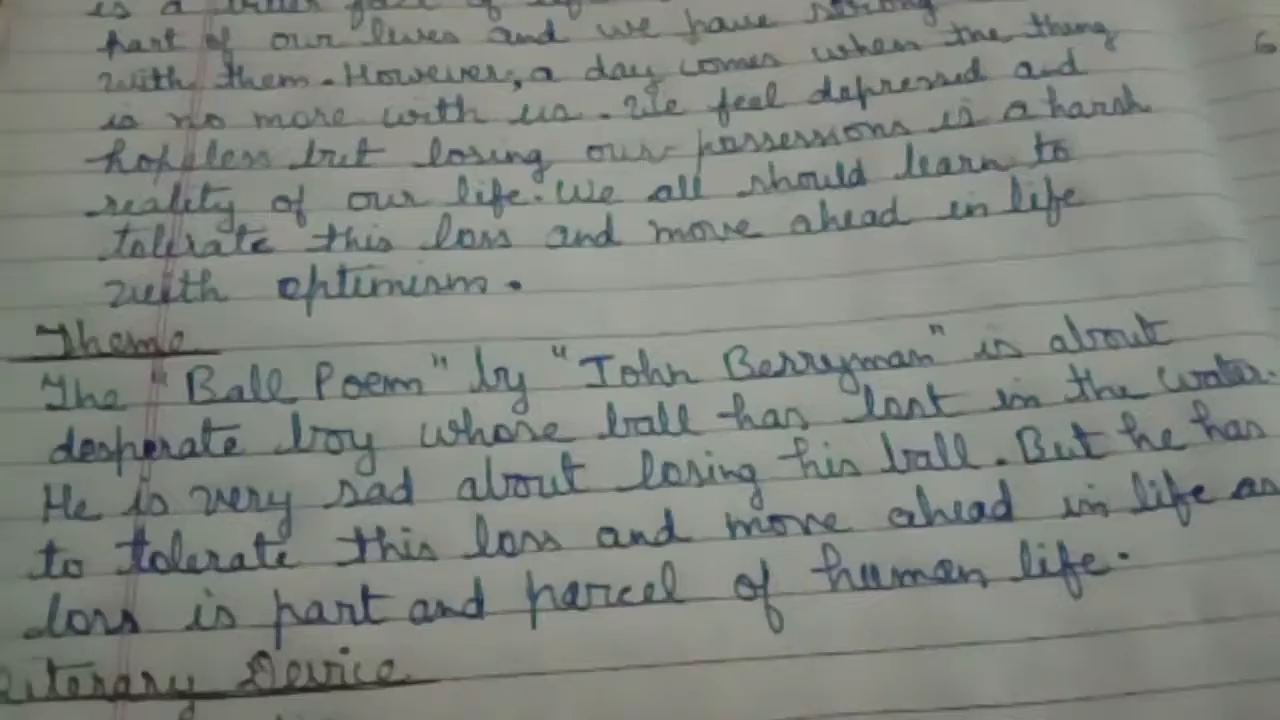 is a
part of our lives and we have strong
with them. However, a day comes when the thing
is no more with us. We feel depressed and
hopeless but losing our possessions is a harsh
reality of our life. We all should learn to
tolerate this loss and move ahead in life
with optimism.
Theme
The "Ball Poem" by "John Berryman" is about
desperate boy whose ball has lost in the water.
He is very sad about losing his ball. But he has
to tolerate this loss and move ahead in life as
loss is part and parcel of human life.
Literary Device